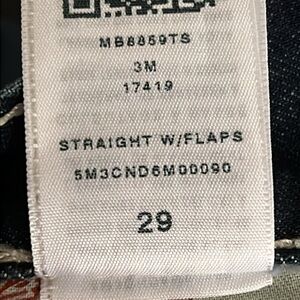 MB8859TS
3M
17419
STRAIGHT W/FLAPS
5M3CND6M00090
29